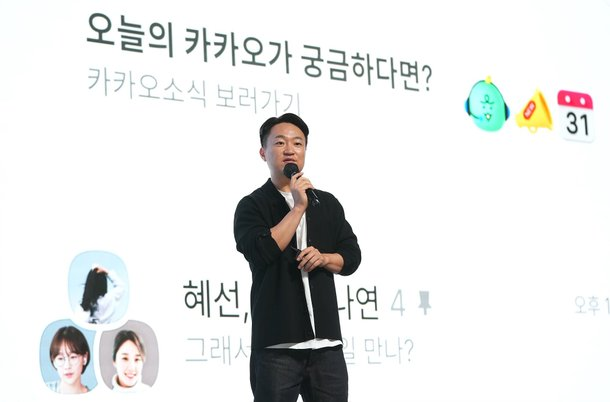 오늘의 카카오가 궁금하다면?
카카오소식 보러가기
31
혜선, 나연 4
그래서 일 만나?
오후 1